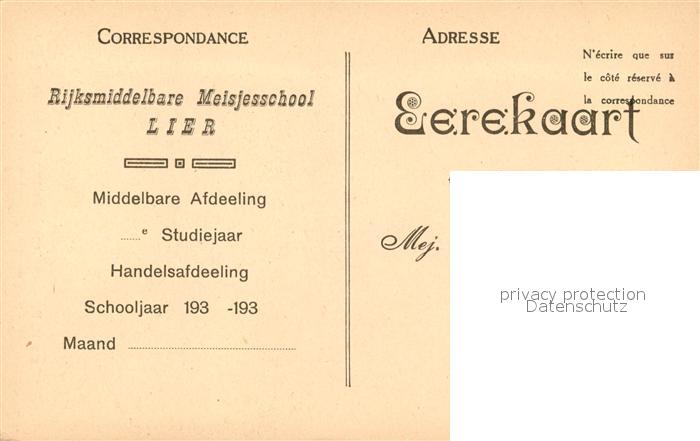 CORRESPONDANCE
Rijksmiddelbare Meisjesschool
LIER
Middelbare Afdeeling
......e Studiejaar
Handelsafdeeling
Schooljaar 193 -193
Maand ..........
ADRESSE
N'écrire que sur
le côté réservé à
la correspondance
Eerekaart
Mej.
privacy protection
Datenschutz